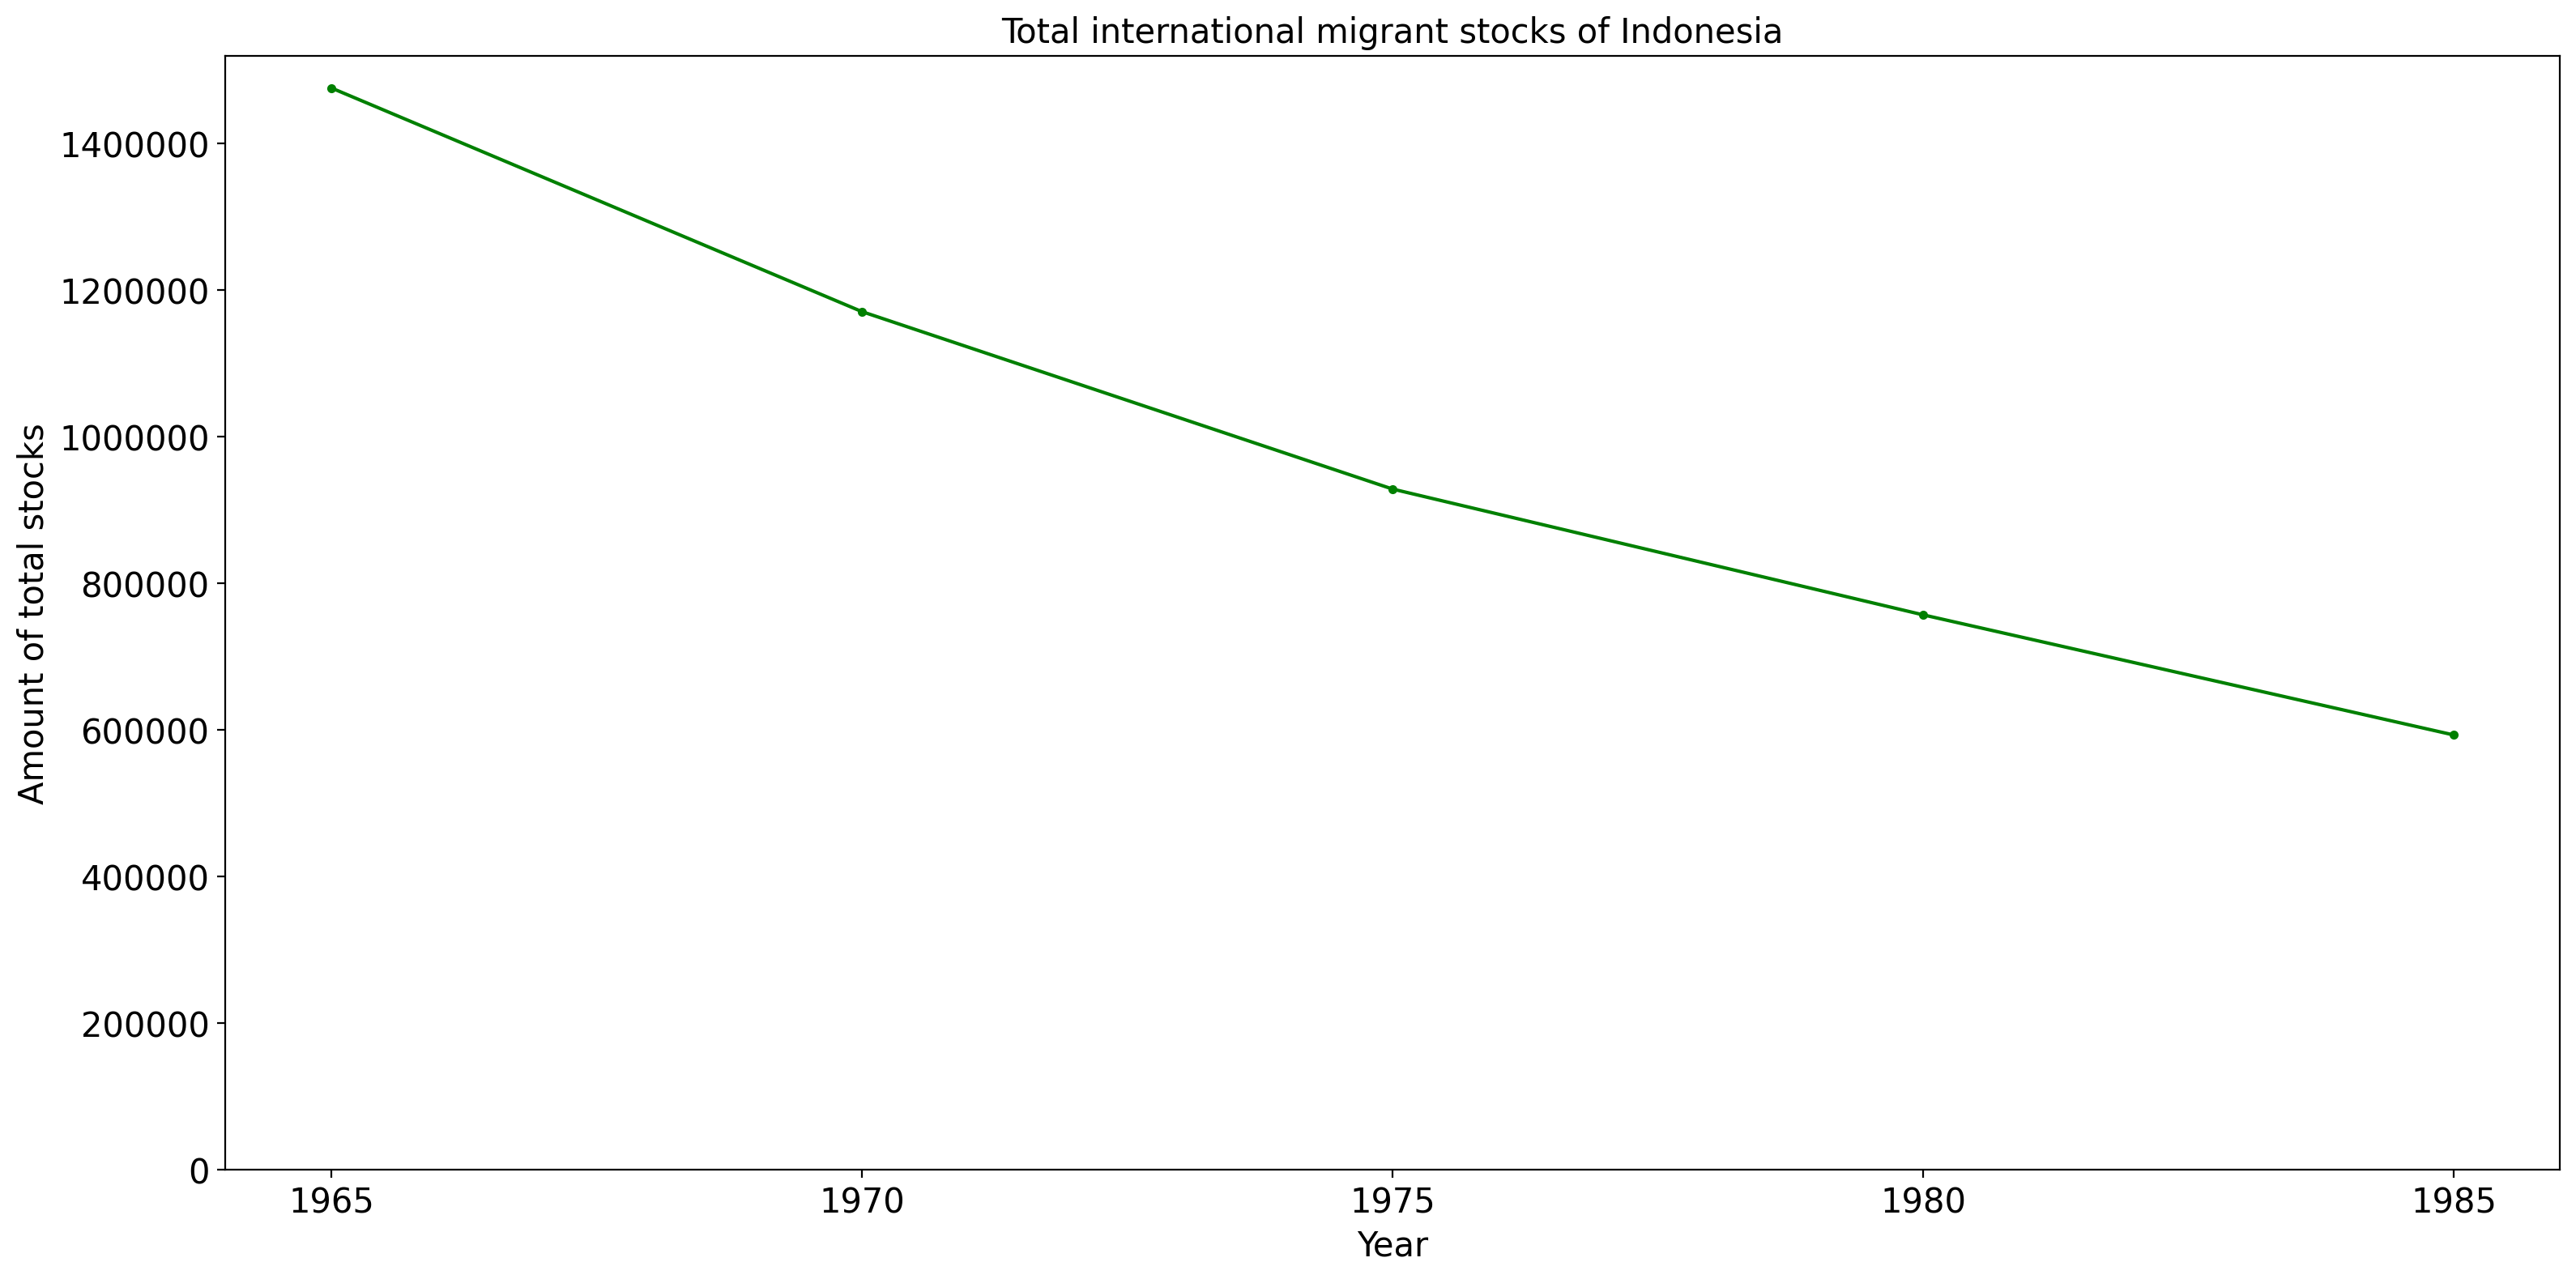 Total international migrant stocks of Indonesia
1400000
1200000
1000000
800000
600000
400000
200000
0
Amount of total stocks
1965 1970 1975 1980 1985
Year